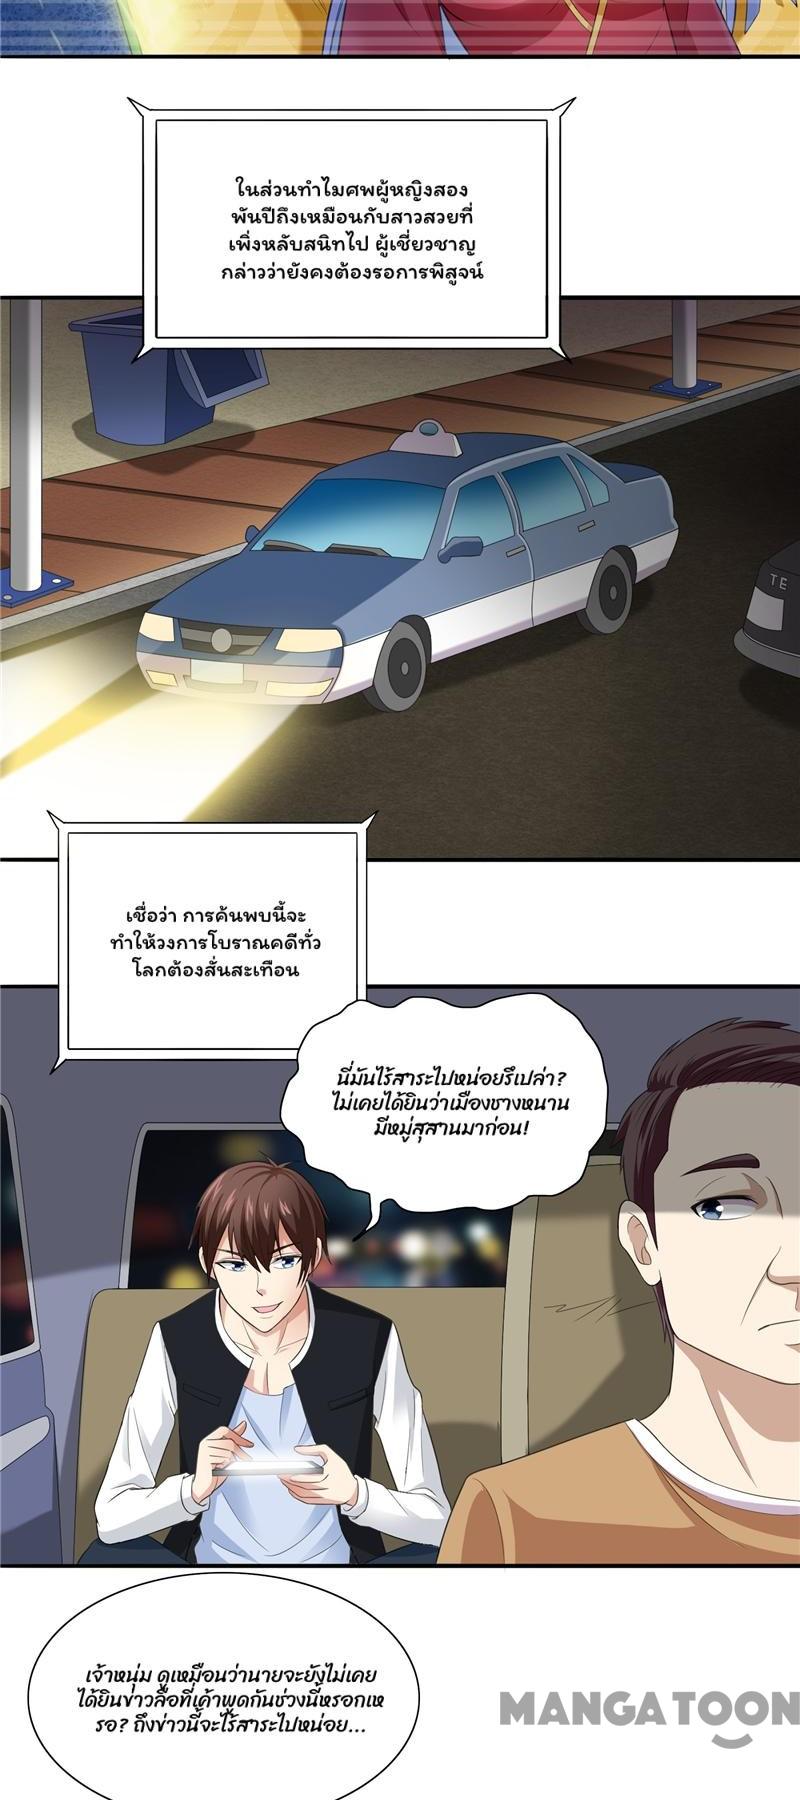 ในส่วนทำไมศพผู้หญิงสอง
พันปีถึงเหมือนกับสาวสวยที่
เพิ่งหลับสนิทไป ผู้เชี่ยวชาญ
กล่าวว่ายังคงต้องรอการพิสูจน์
TE
เชื่อว่า การค้นพบนี้จะ
ทำให้วงการโบราณคดีทั่ว
โลกต้องสั่นสะเทือน
นี่มันไร้สาระไปหน่อยรึเปล่า?
ไม่เคยได้ยินว่าเมืองชางหนาน
มีหมู่สุสานมาก่อน!
เจ้าหนุ่ม ดูเหมือนว่านายจะยังไม่เคย
ได้ยินข่าวลือที่เค้าพูดกันช่วงนี้หรอกเห
รอ? ถึงข่าวนี้จะไร้สาระไปหน่อย...
MANGATOON